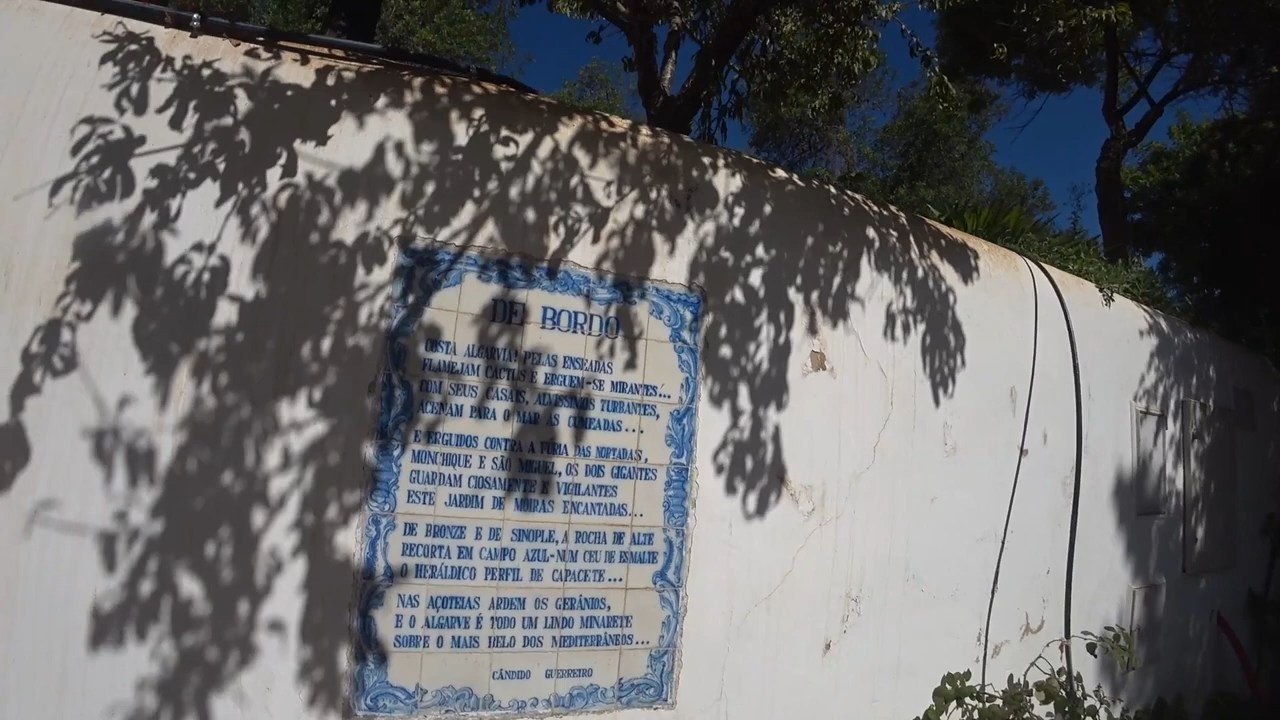 DE BORDO
COSTA ALGARVIA! PELAS ENSEADAS
FLAMEJAM CACTUS E ERGUEM-SE MIRANTES...
COM SEUS CASAIS, ALVISSIMOS TURBANTES,
ACENAM PARA O MAR AS CUMEADAS...
E ERGUIDOS CONTRA A FÚRIA DAS NORTADAS,
MONCHIQUE E SÃO MIGUEL, OS DOIS GIGANTES
GUARDAM CIOSAMENTE E VIGILANTES
ESTE JARDIM DE MOIRAS ENCANTADAS...
DE BRONZE E DE SINOPLE, A ROCHA DE ALTE
RECORTA EM CAMPO AZUL-NUM CEU DE ESMALTE
O HERÁLDICO PERFIL DE CAPACETE...
NAS AÇOTEIAS ARDEM OS GERÂNIOS,
E O ALGARVE É TODO UM LINDO MINARETE
SOBRE O MAIS BELO DOS MEDITERRÂNEOS...
CÂNDIDO GUERREIRO